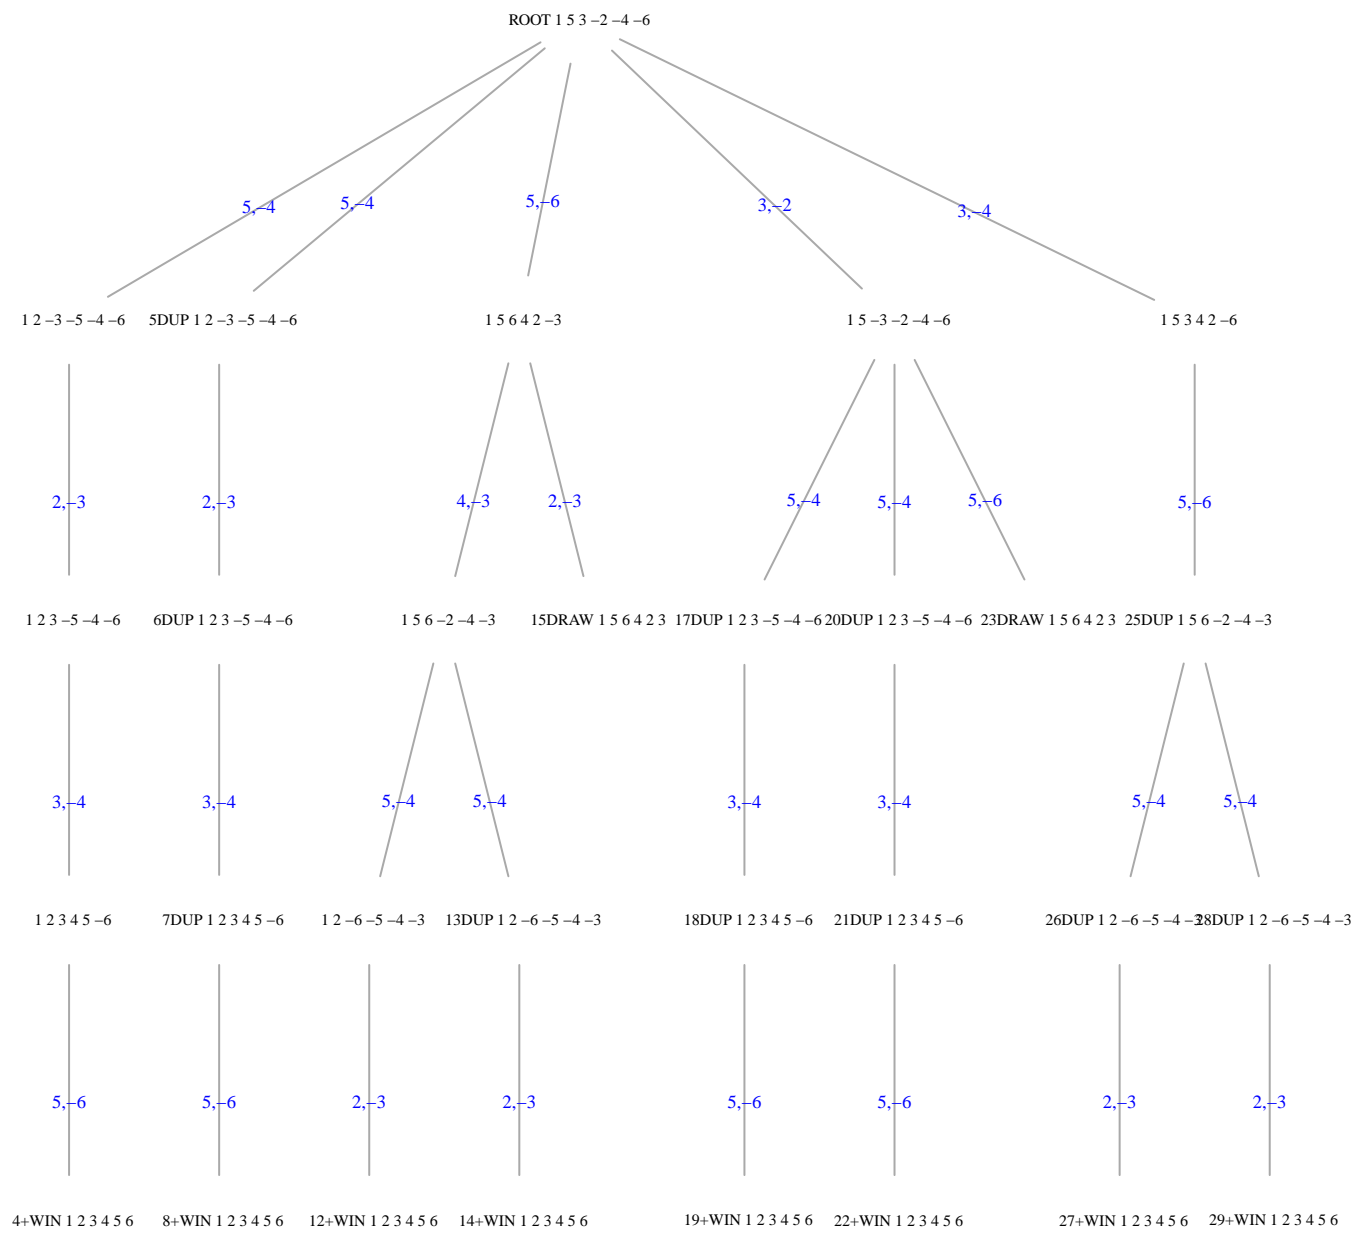 ROOT 1 5 3 −2 −4 −6
5,−4 5,−4 5,−6 3,−2 3,−4
1 2 −3 −5 −4 −6 5DUP 1 2 −3 −5 −4 −6 1 5 6 4 2 −3 1 5 −3 −2 −4 −6 1 5 3 4 2 −6
2,−3 2,−3 4,−3 2,−3 5,−4 5,−4 5,−6 5,−6
1 2 3 −5 −4 −6 6DUP 1 2 3 −5 −4 −6 1 5 6 −2 −4 −3 15DRAW 1 5 6 4 2 3 17DUP 1 2 3 −5 −4 −6 20DUP 1 2 3 −5 −4 −6 23DRAW 1 5 6 4 2 3 25DUP 1 5 6 −2 −4 −3
3,−4 3,−4 5,−4 5,−4 3,−4 3,−4 5,−4 5,−4
1 2 3 4 5 −6 7DUP 1 2 3 4 5 −6 1 2 −6 −5 −4 −3 13DUP 1 2 −6 −5 −4 −3 18DUP 1 2 3 4 5 −6 21DUP 1 2 3 4 5 −6 26DUP 1 2 −6 −5 −4 −3 28DUP 1 2 −6 −5 −4 −3
5,−6 5,−6 2,−3 2,−3 5,−6 5,−6 2,−3 2,−3
4+WIN 1 2 3 4 5 6 8+WIN 1 2 3 4 5 6 12+WIN 1 2 3 4 5 6 14+WIN 1 2 3 4 5 6 19+WIN 1 2 3 4 5 6 22+WIN 1 2 3 4 5 6 27+WIN 1 2 3 4 5 6 29+WIN 1 2 3 4 5 6